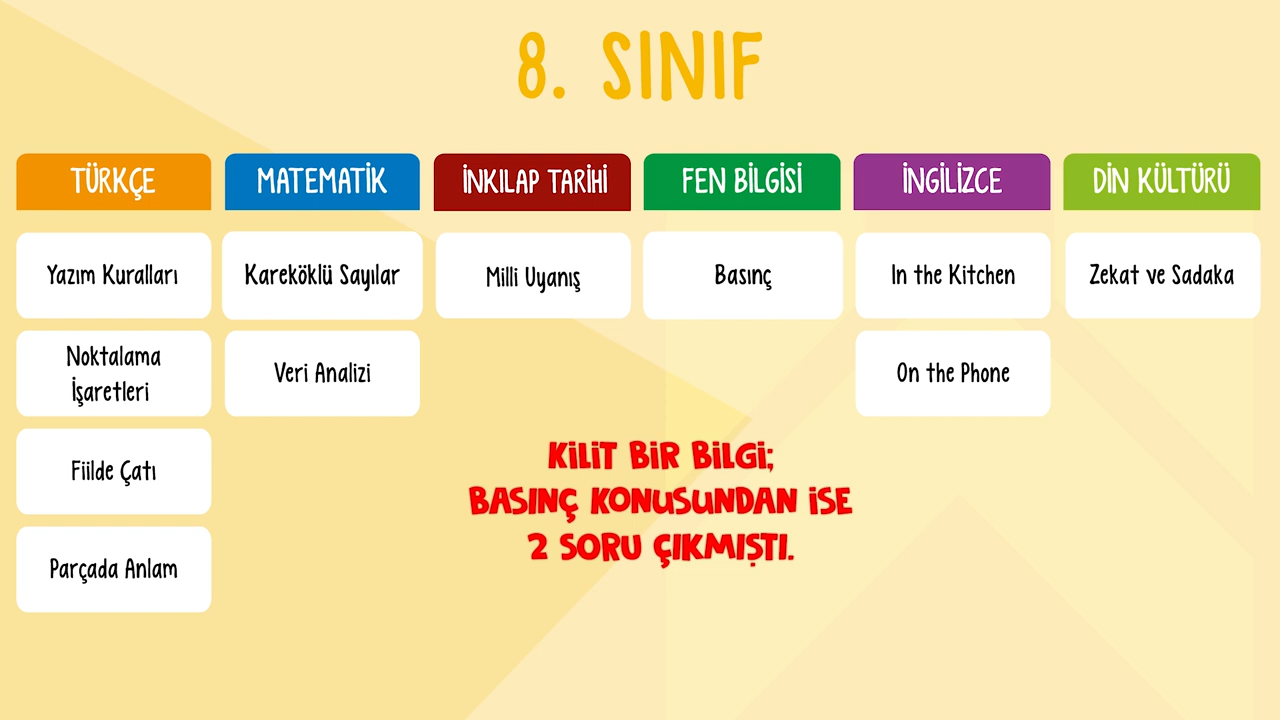 8. SINIF
TÜRKÇE
MATEMATİK
İNKILAP TARİHİ
FEN BİLGİSİ
İNGİLİZCE
DİN KÜLTÜRÜ
Yazım Kuralları
Kareköklü Sayılar
Milli Uyanış
Basınç
In the Kitchen
Zekat ve Sadaka
Noktalama
İşaretleri
Veri Analizi
On the Phone
Fiilde Çatı
Parçada Anlam
KİLİT BİR BİLGİ;
BASINÇ KONUSUNDAN İSE
2 SORU ÇIKMIŞTI.